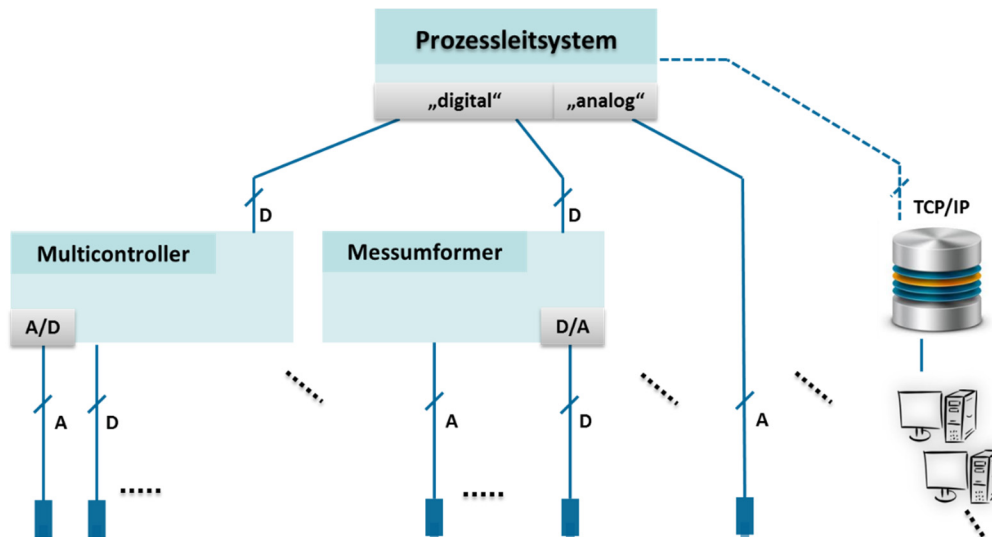 Prozessleitsystem
„digital“
„analog“
D
D
TCP/IP
Multicontroller
Messumformer
A/D
D/A
A
D
A
D
A